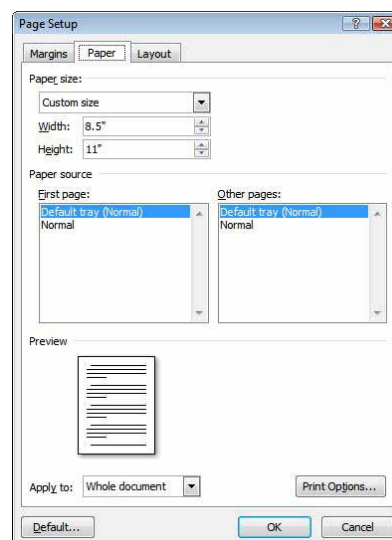 Page Setup
Margins Paper Layout
Paper size:
Custom size
Width: 8.5"
Height: 11"
Paper source
First page: Other pages:
Default tray (Normal) Default tray (Normal)
Normal Normal
Preview
Apply to: Whole document Print Options...
Default... OK Cancel